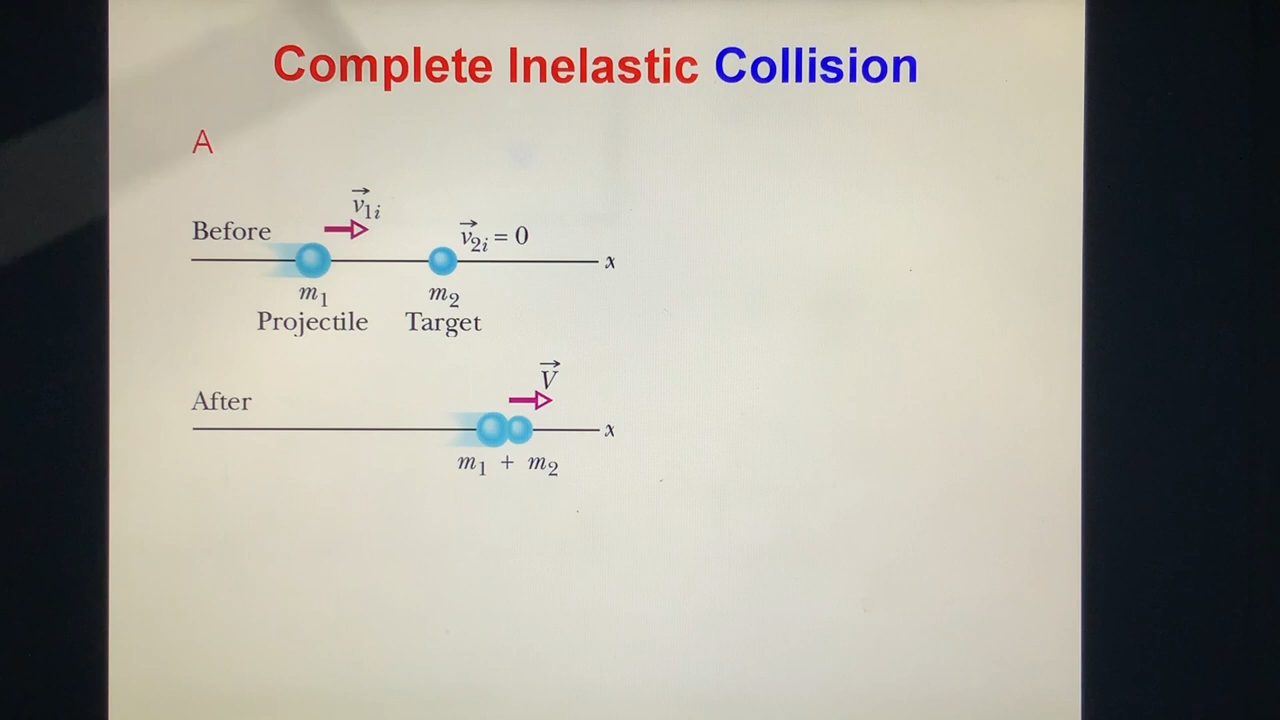 Complete Inelastic Collision
A
v⃗1i
Before
v⃗2i = 0
x
m1
m2
Projectile
Target
V⃗
After
x
m1 + m2